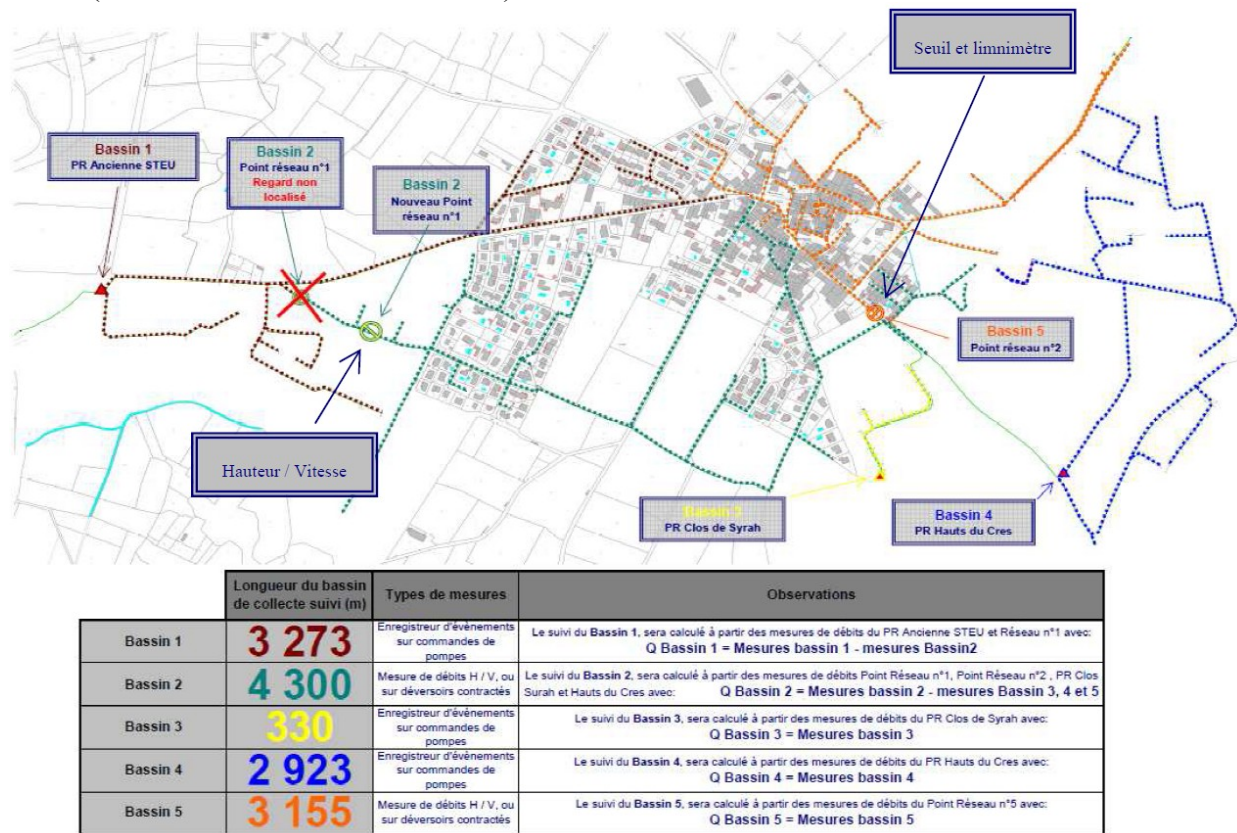 Seuil et limnimètre
Bassin 1
PR Ancienne STEU
Bassin 2
Point réseau n°1
Regard non
localisé
Bassin 2
Nouveau Point
réseau n°1
Bassin 5
Point réseau n°2
Hauteur / Vitesse
Bassin 3
PR Clos de Syrah
Bassin 4
PR Hauts du Cres
Longueur du bassin
de collecte suivi (m)
Types de mesures
Observations
Bassin 1
3 273
Enregistreur d'évènements
sur commandes de
pompes
Le suivi du Bassin 1, sera calculé à partir des mesures de débits du PR Ancienne STEU et Réseau n°1 avec:
Q Bassin 1 = Mesures bassin 1 - mesures Bassin2
Bassin 2
4 300
Mesure de débits H / V, ou
sur déversoirs contractés
Le suivi du Bassin 2, sera calculé à partir des mesures de débits Point Réseau n°1, Point Réseau n°2 , PR Clos
Surah et Hauts du Cres avec: Q Bassin 2 = Mesures bassin 2 - mesures Bassin 3, 4 et 5
Bassin 3
330
Enregistreur d'évènements
sur commandes de
pompes
Le suivi du Bassin 3, sera calculé à partir des mesures de débits du PR Clos de Syrah avec:
Q Bassin 3 = Mesures bassin 3
Bassin 4
2 923
Enregistreur d'évènements
sur commandes de
pompes
Le suivi du Bassin 4, sera calculé à partir des mesures de débits du PR Hauts du Cres avec:
Q Bassin 4 = Mesures bassin 4
Bassin 5
3 155
Mesure de débits H / V, ou
sur déversoirs contractés
Le suivi du Bassin 5, sera calculé à partir des mesures de débits du Point Réseau n°5 avec:
Q Bassin 5 = Mesures bassin 5